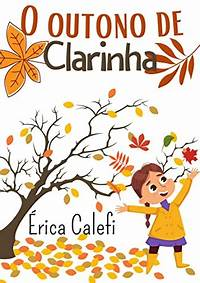 O OUTONO DE
Clarinha
Érica Calefi